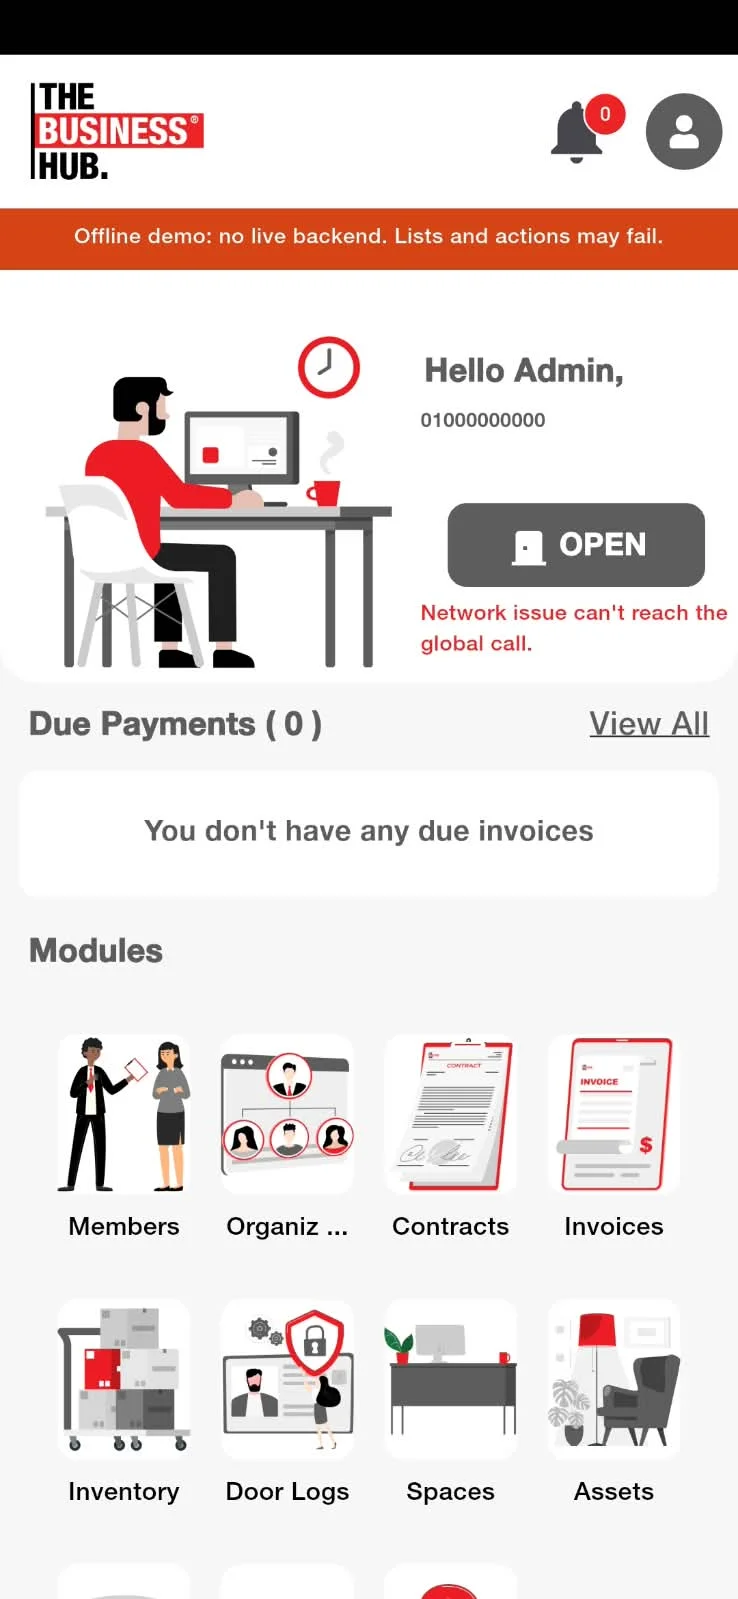 THE
BUSINESS®
HUB.
0
Offline demo: no live backend. Lists and actions may fail.
Hello Admin,
01000000000
OPEN
Network issue can't reach the
global call.
Due Payments ( 0 )
View All
You don't have any due invoices
Modules
CONTRACT
INVOICE
$
Members
Organiz ...
Contracts
Invoices
Inventory
Door Logs
Spaces
Assets